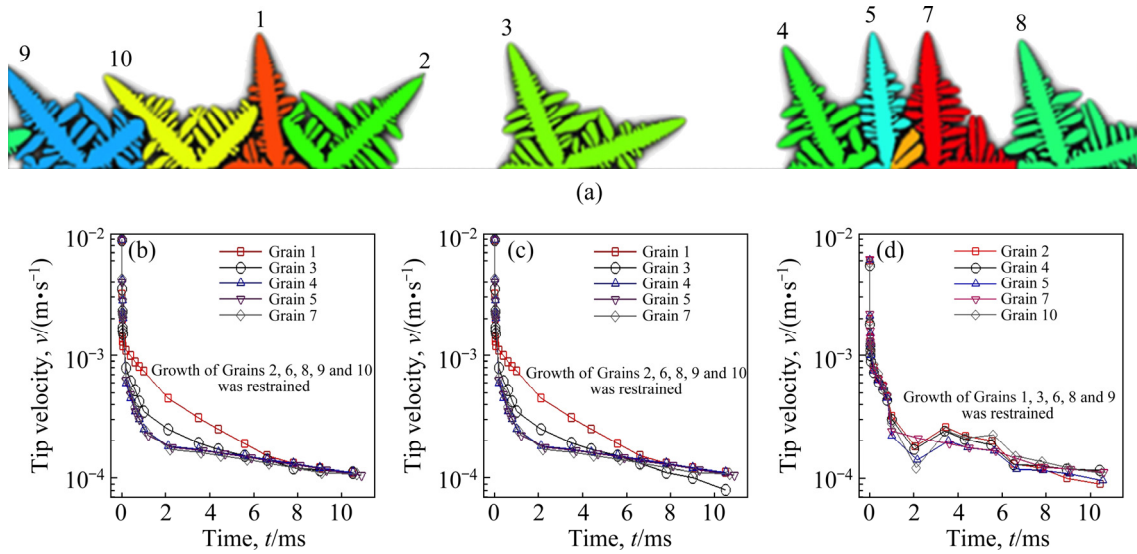 1
3
4
5
7
8
9
10
2
(a)
(b)
Grain 1
Grain 3
Grain 4
Grain 5
Grain 7
Growth of Grains 2, 6, 8, 9 and 10
was restrained
10⁻²
10⁻³
10⁻⁴
Tip velocity, v/(m•s⁻¹)
0 2 4 6 8 10
Time, t/ms
(c)
Grain 1
Grain 3
Grain 4
Grain 5
Grain 7
Growth of Grains 2, 6, 8, 9 and 10
was restrained
10⁻²
10⁻³
10⁻⁴
Tip velocity, v/(m•s⁻¹)
0 2 4 6 8 10
Time, t/ms
(d)
Grain 2
Grain 4
Grain 5
Grain 7
Grain 10
Growth of Grains 1, 3, 6, 8 and 9
was restrained
10⁻²
10⁻³
10⁻⁴
Tip velocity, v/(m•s⁻¹)
0 2 4 6 8 10
Time, t/ms